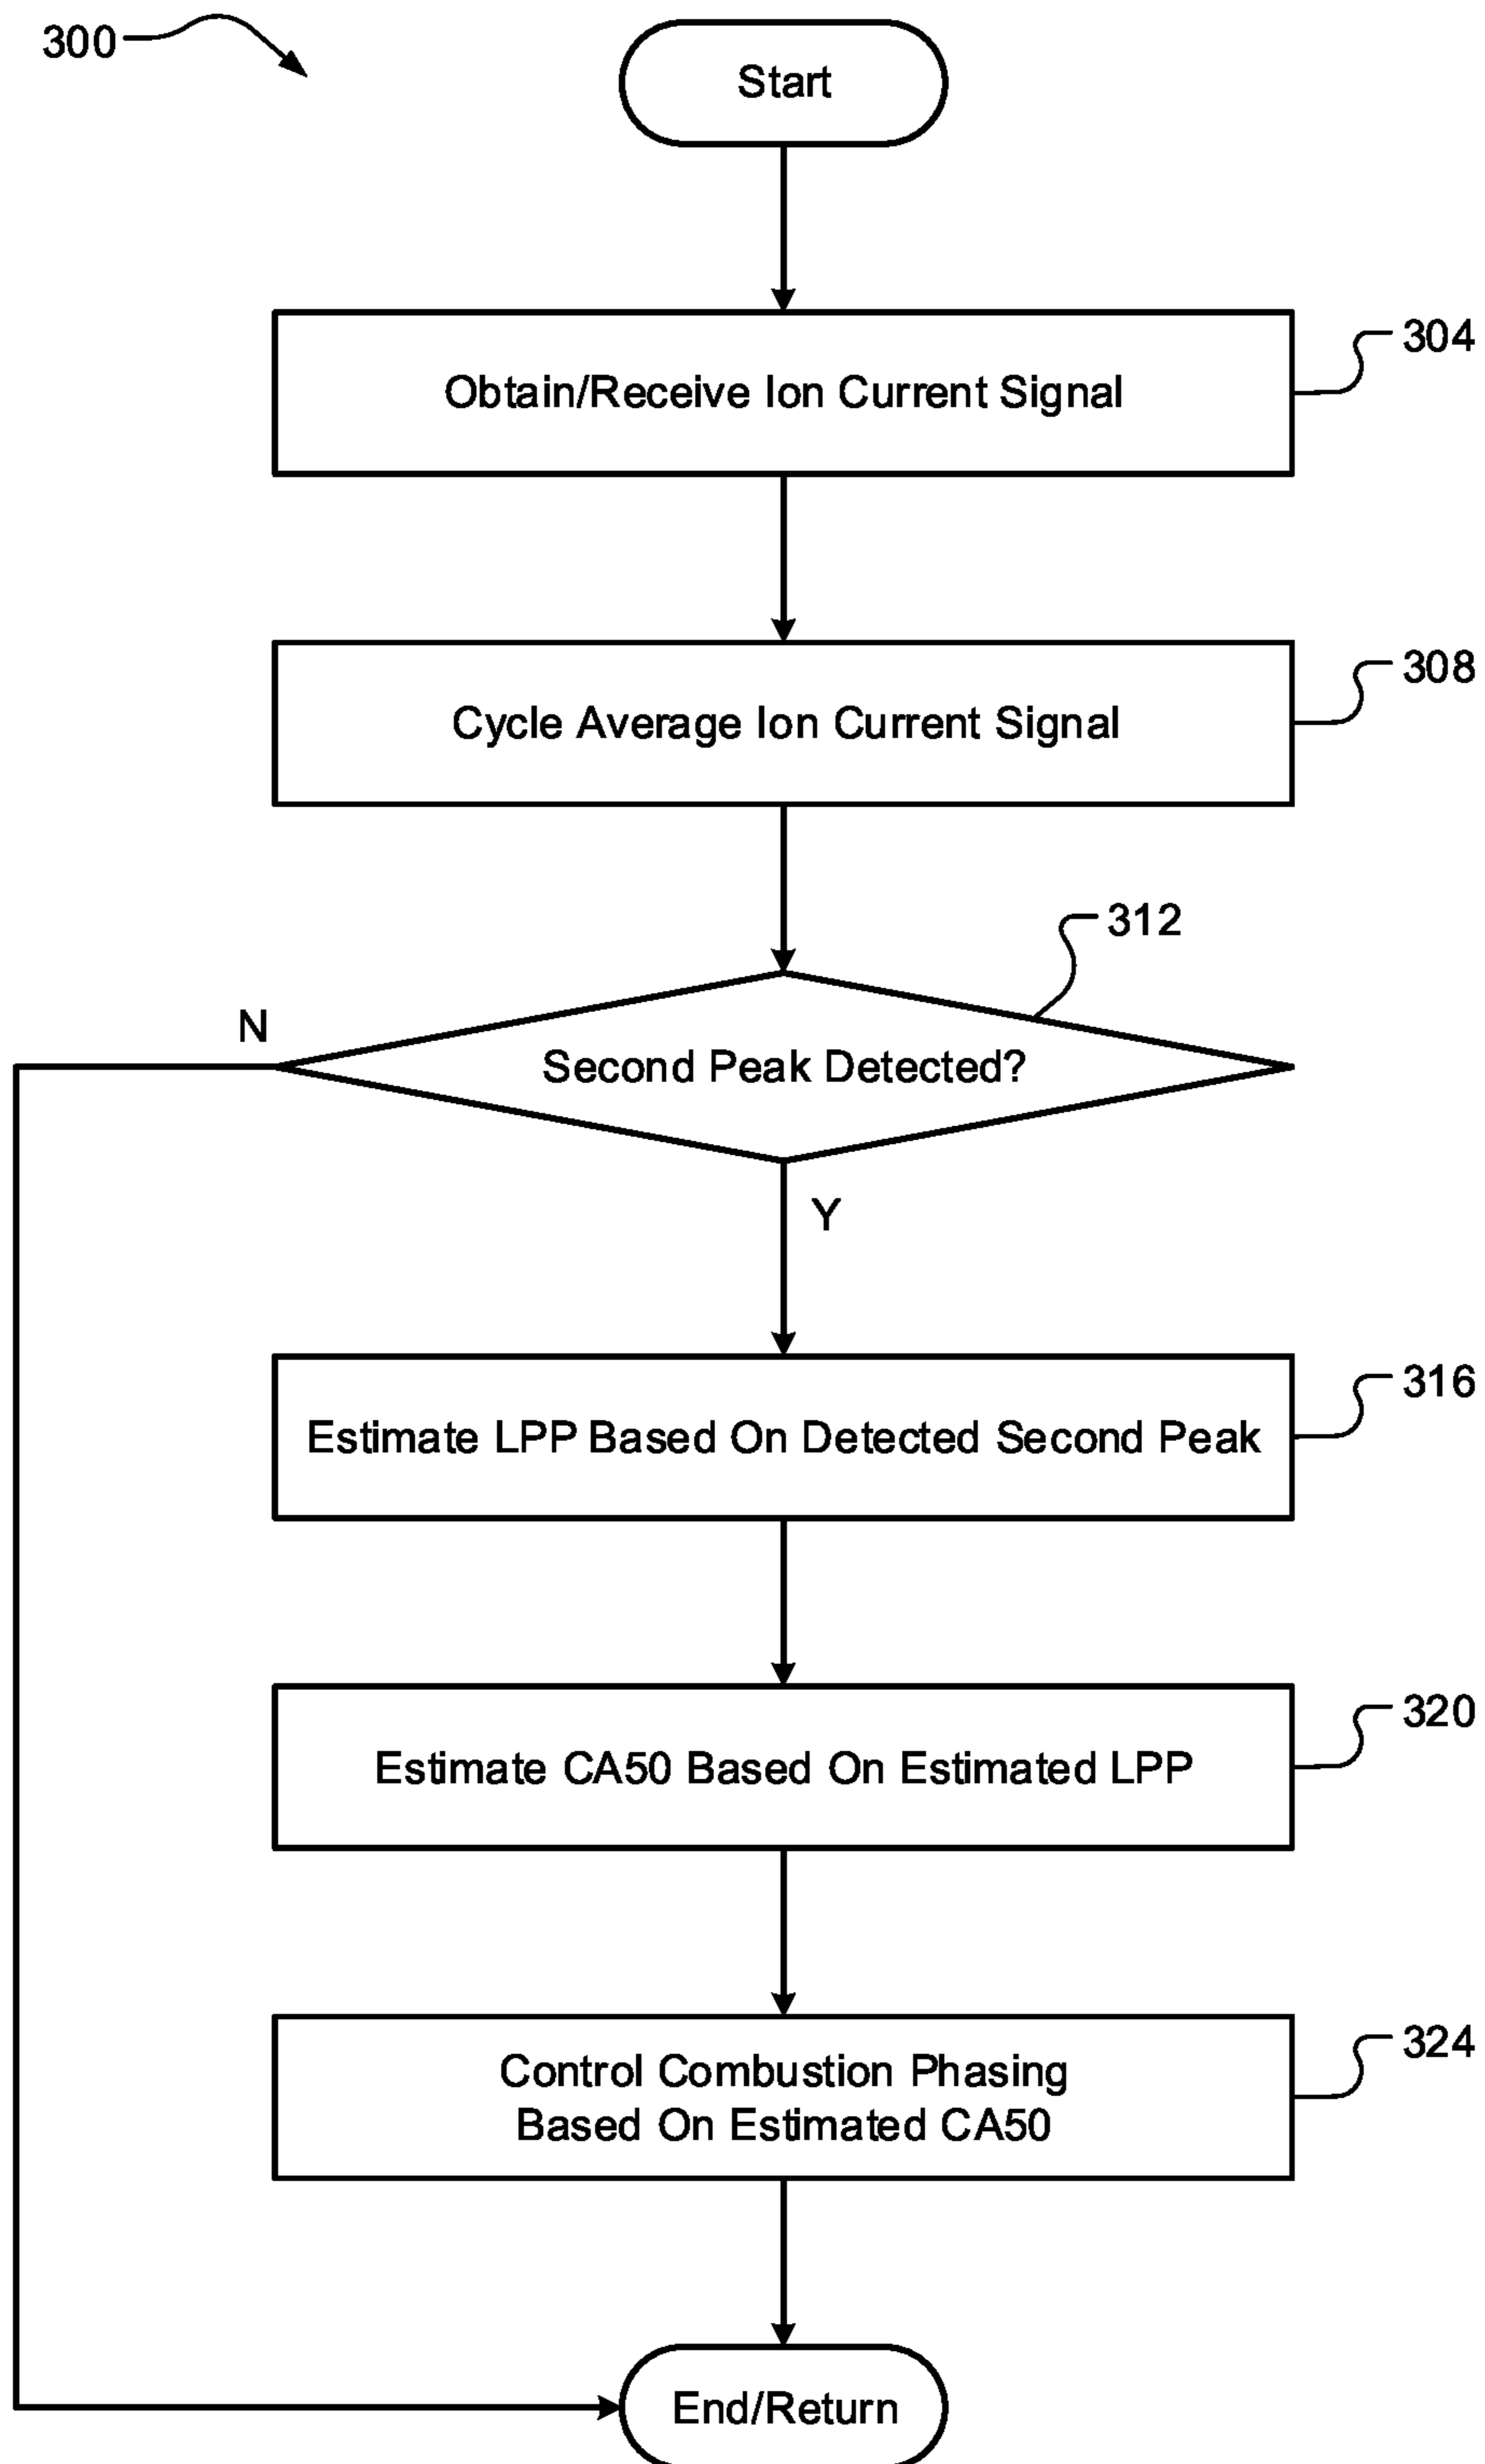 300
Start
304
Obtain/Receive Ion Current Signal
308
Cycle Average Ion Current Signal
312
N
Second Peak Detected?
Y
316
Estimate LPP Based On Detected Second Peak
320
Estimate CA50 Based On Estimated LPP
324
Control Combustion Phasing
Based On Estimated CA50
End/Return